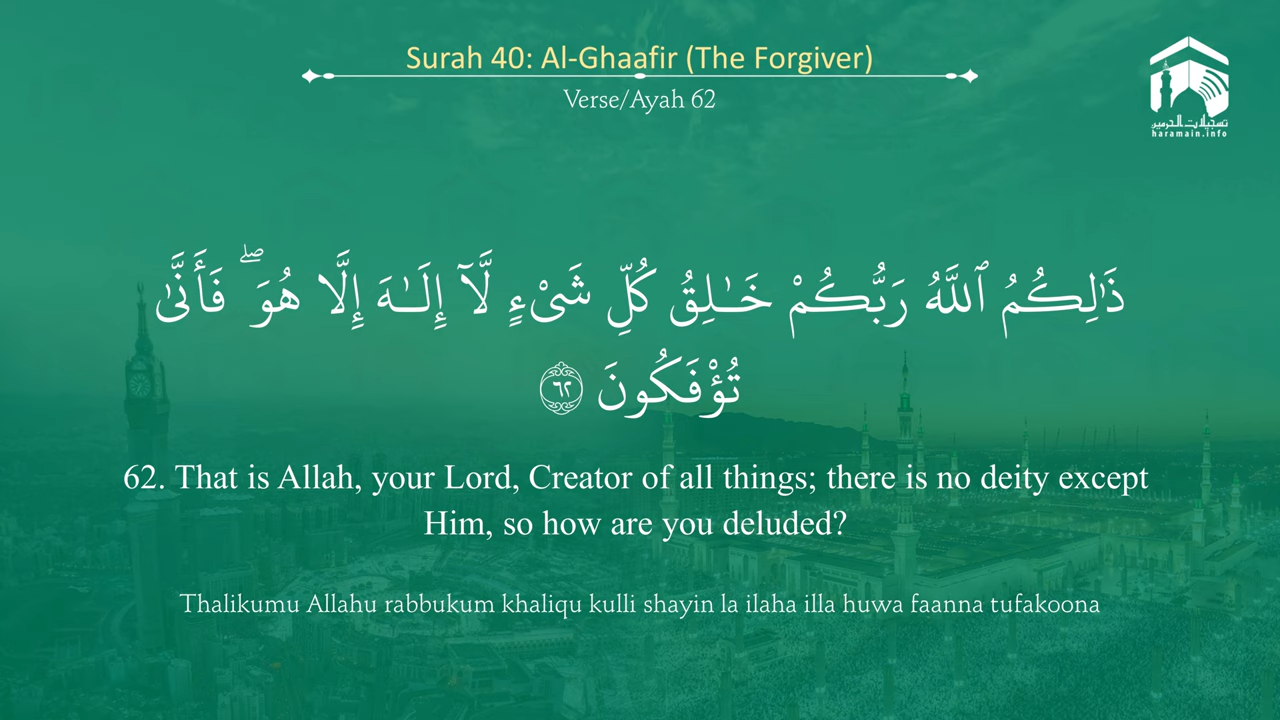 Surah 40: Al-Ghaafir (The Forgiver)
Verse/Ayah 62
تسجيلات الحرمين
haramain.info
ذَٰلِكُمُ ٱللَّهُ رَبُّكُمْ خَـٰلِقُ كُلِّ شَىْءٍ لَّآ إِلَـٰهَ إِلَّا هُوَ ۖ فَأَنَّىٰ
تُؤْفَكُونَ ٦٢
62. That is Allah, your Lord, Creator of all things; there is no deity except
Him, so how are you deluded?
Thalikumu Allahu rabbukum khaliqu kulli shayin la ilaha illa huwa faanna tufakoona